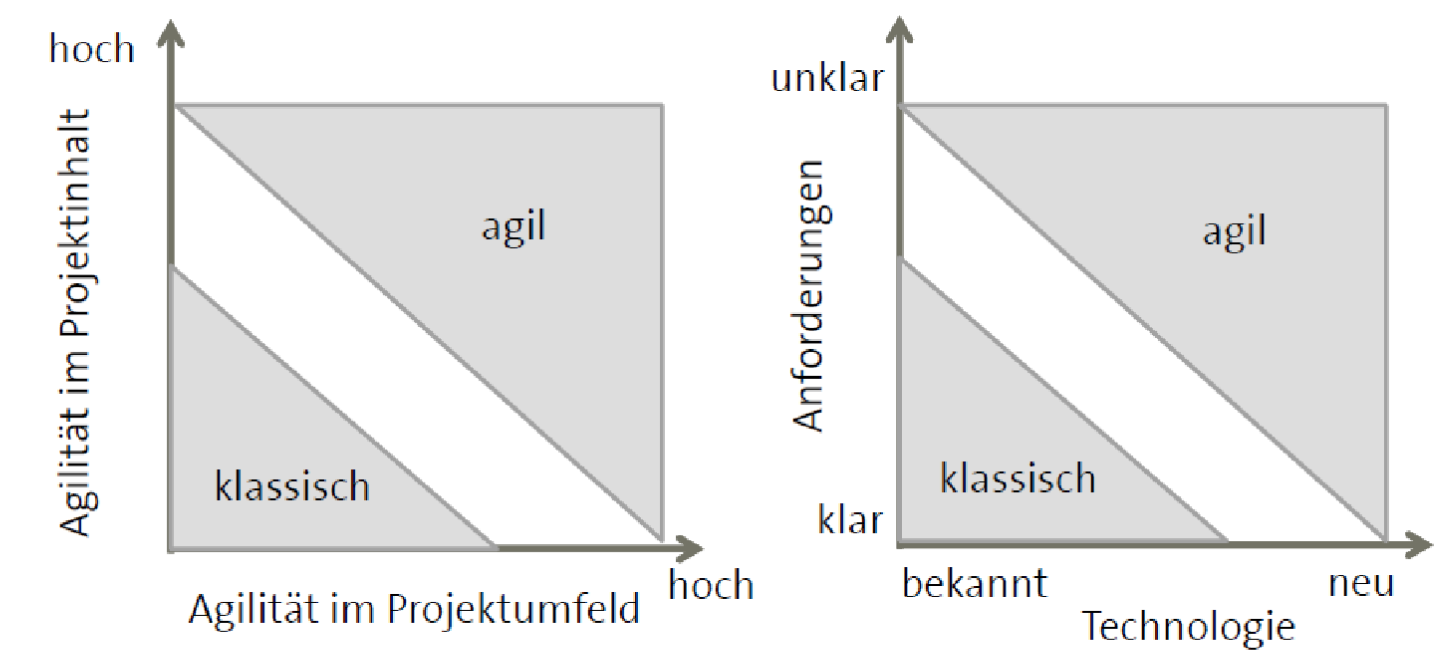 hoch
Agilität im Projektinhalt
agil
klassisch
hoch
Agilität im Projektumfeld
unklar
Anforderungen
agil
klassisch
klar
bekannt
neu
Technologie